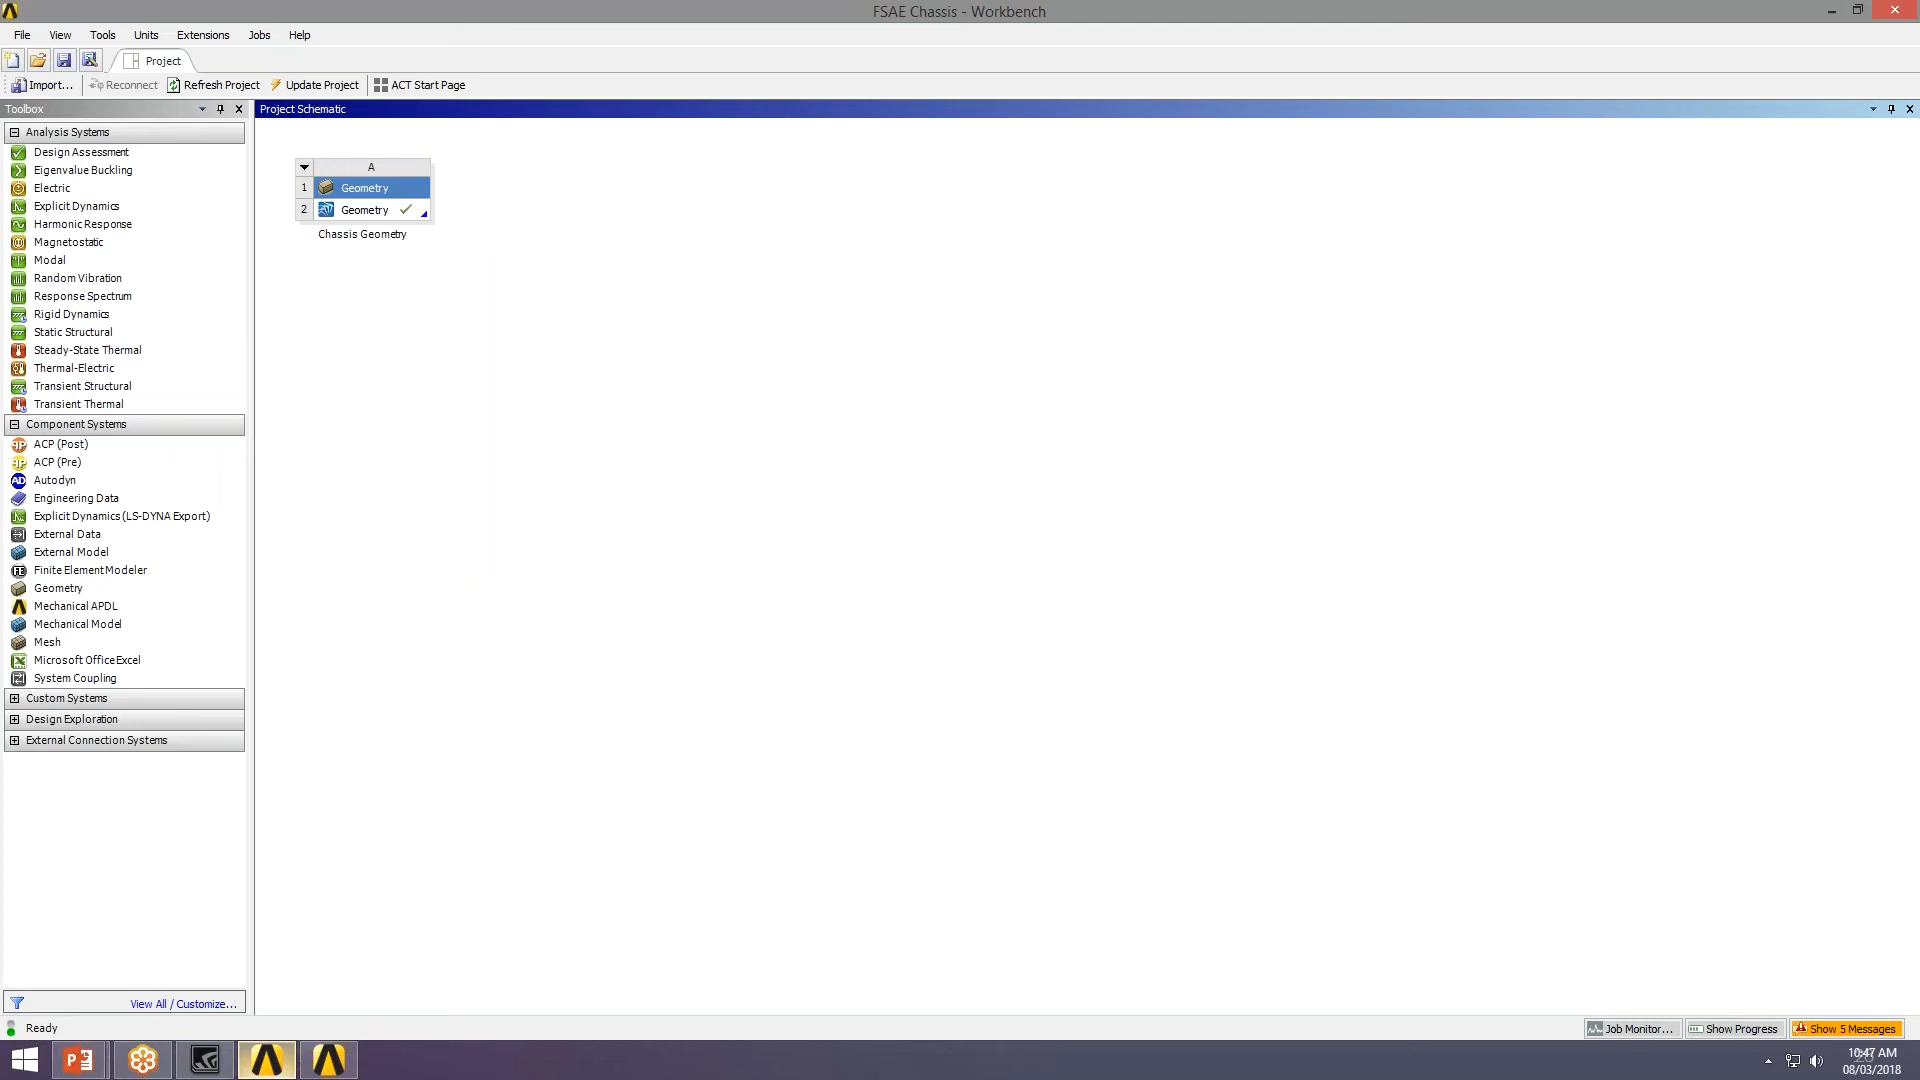 FSAE Chassis - Workbench
File View Tools Units Extensions Jobs Help
Project
Import... Reconnect Refresh Project Update Project ACT Start Page
Toolbox
Project Schematic
Analysis Systems
Design Assessment
Eigenvalue Buckling
Electric
Explicit Dynamics
Harmonic Response
Magnetostatic
Modal
Random Vibration
Response Spectrum
Rigid Dynamics
Static Structural
Steady-State Thermal
Thermal-Electric
Transient Structural
Transient Thermal
Component Systems
ACP (Post)
ACP (Pre)
Autodyn
Engineering Data
Explicit Dynamics (LS-DYNA Export)
External Data
External Model
Finite Element Modeler
Geometry
Mechanical APDL
Mechanical Model
Mesh
Microsoft Office Excel
System Coupling
Custom Systems
Design Exploration
External Connection Systems
View All / Customize...
A
1 Geometry
2 Geometry
Chassis Geometry
Ready
Job Monitor... Show Progress Show 5 Messages
10:47 AM
08/03/2018